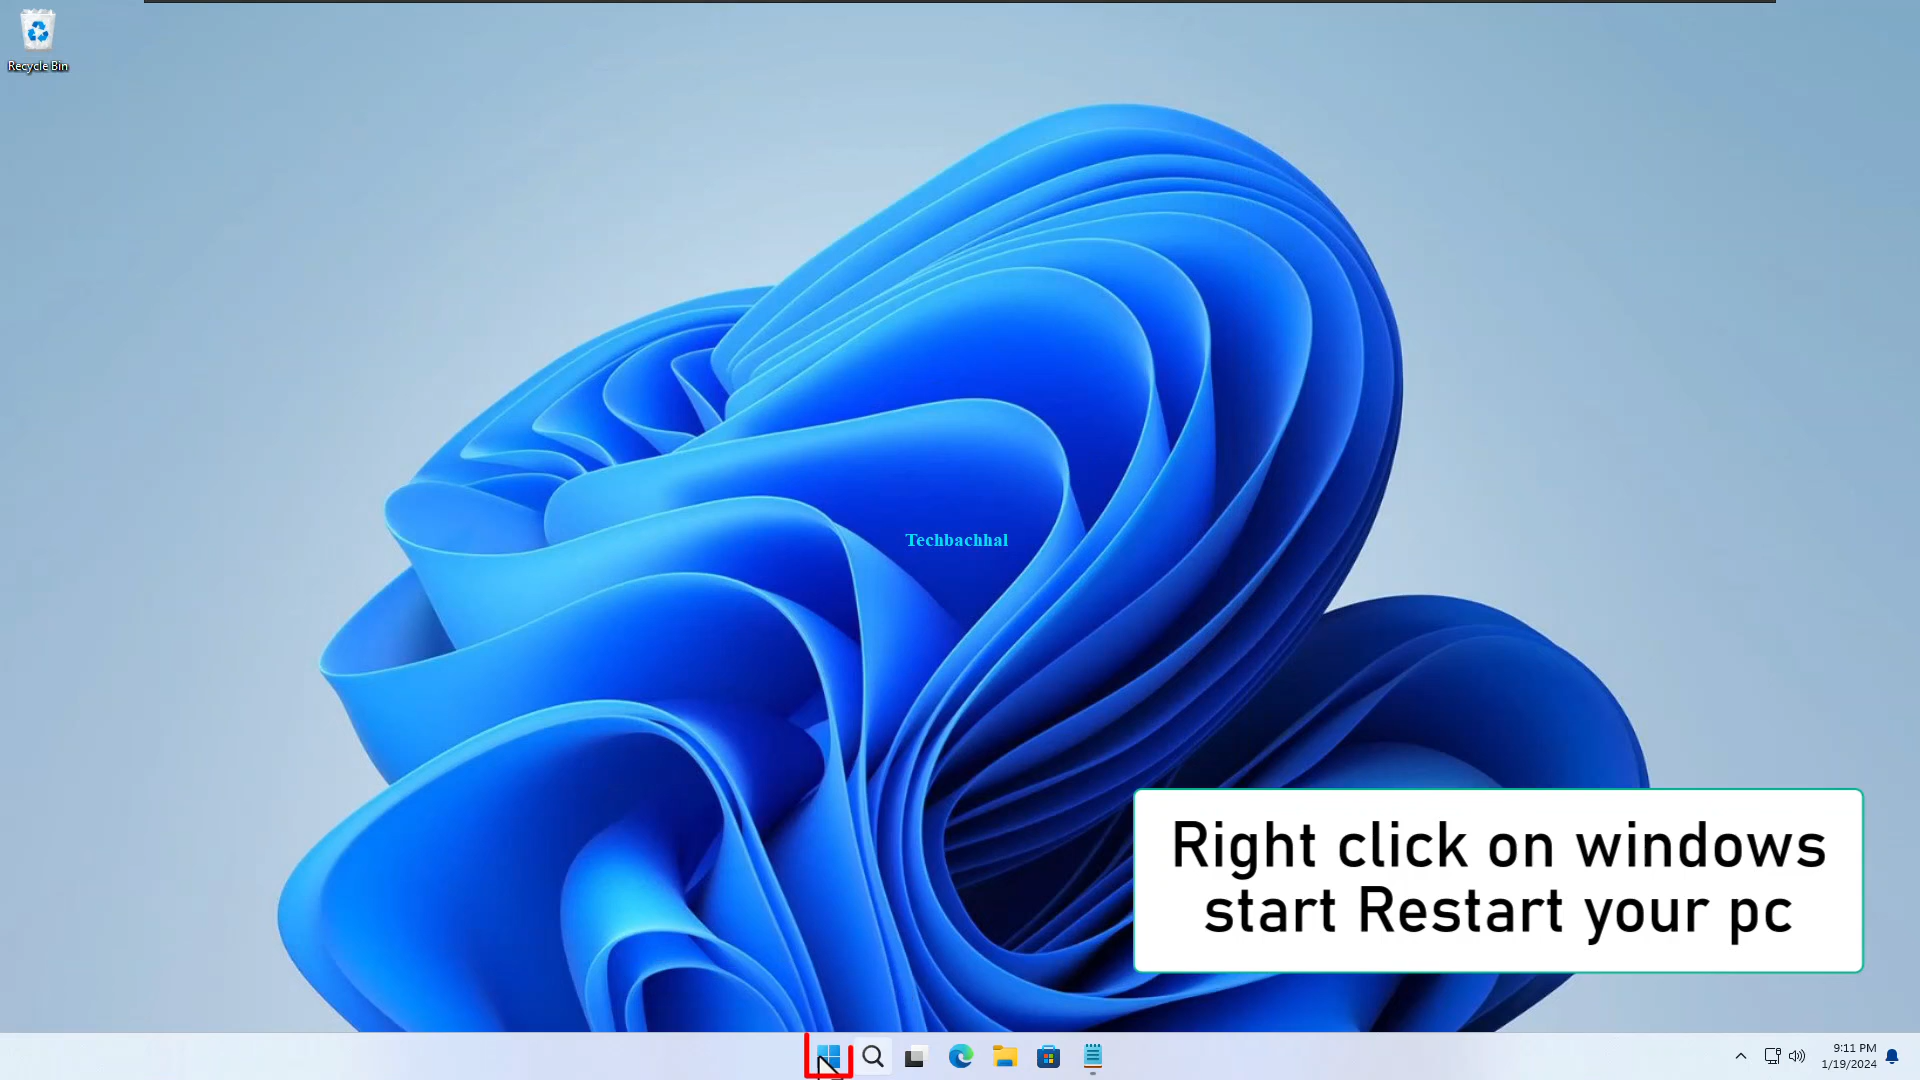 Recycle Bin
Techbachhal
Right click on windows
start Restart your pc
9:11 PM
1/19/2024